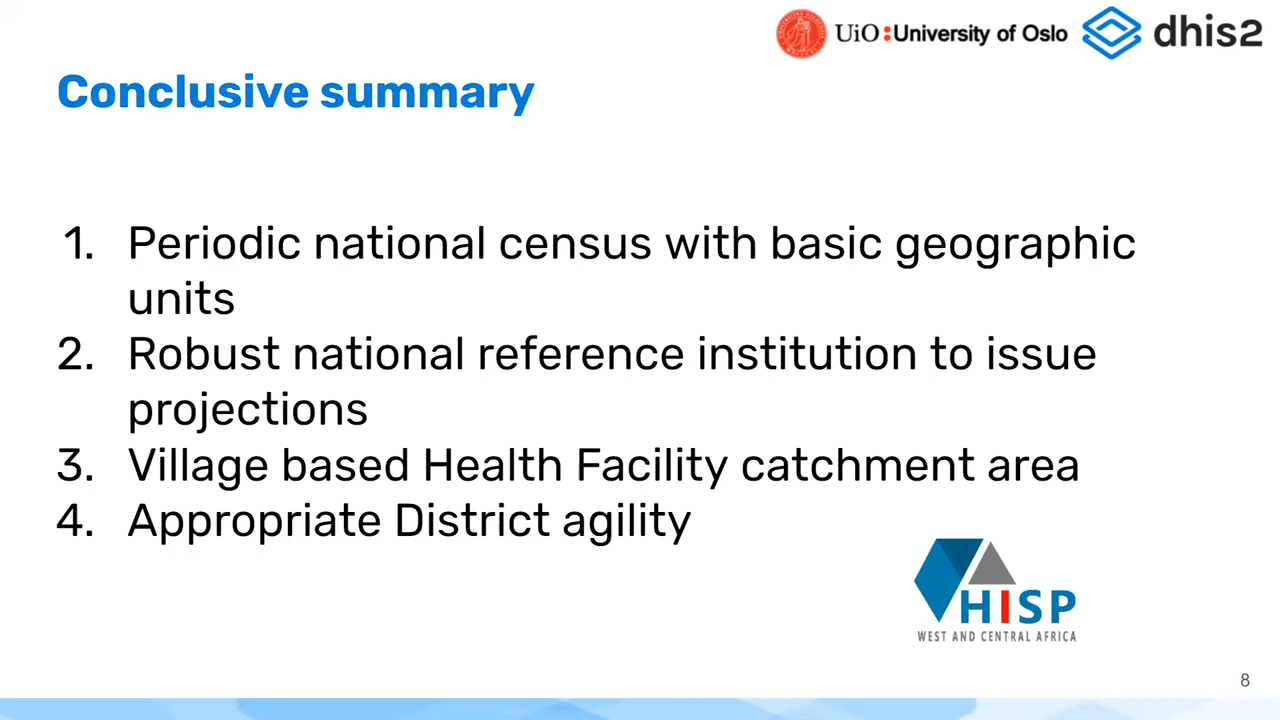 UiO:University of Oslo
dhis2
Conclusive summary
1. Periodic national census with basic geographic
units
2. Robust national reference institution to issue
projections
3. Village based Health Facility catchment area
4. Appropriate District agility
HISP
WEST AND CENTRAL AFRICA
8